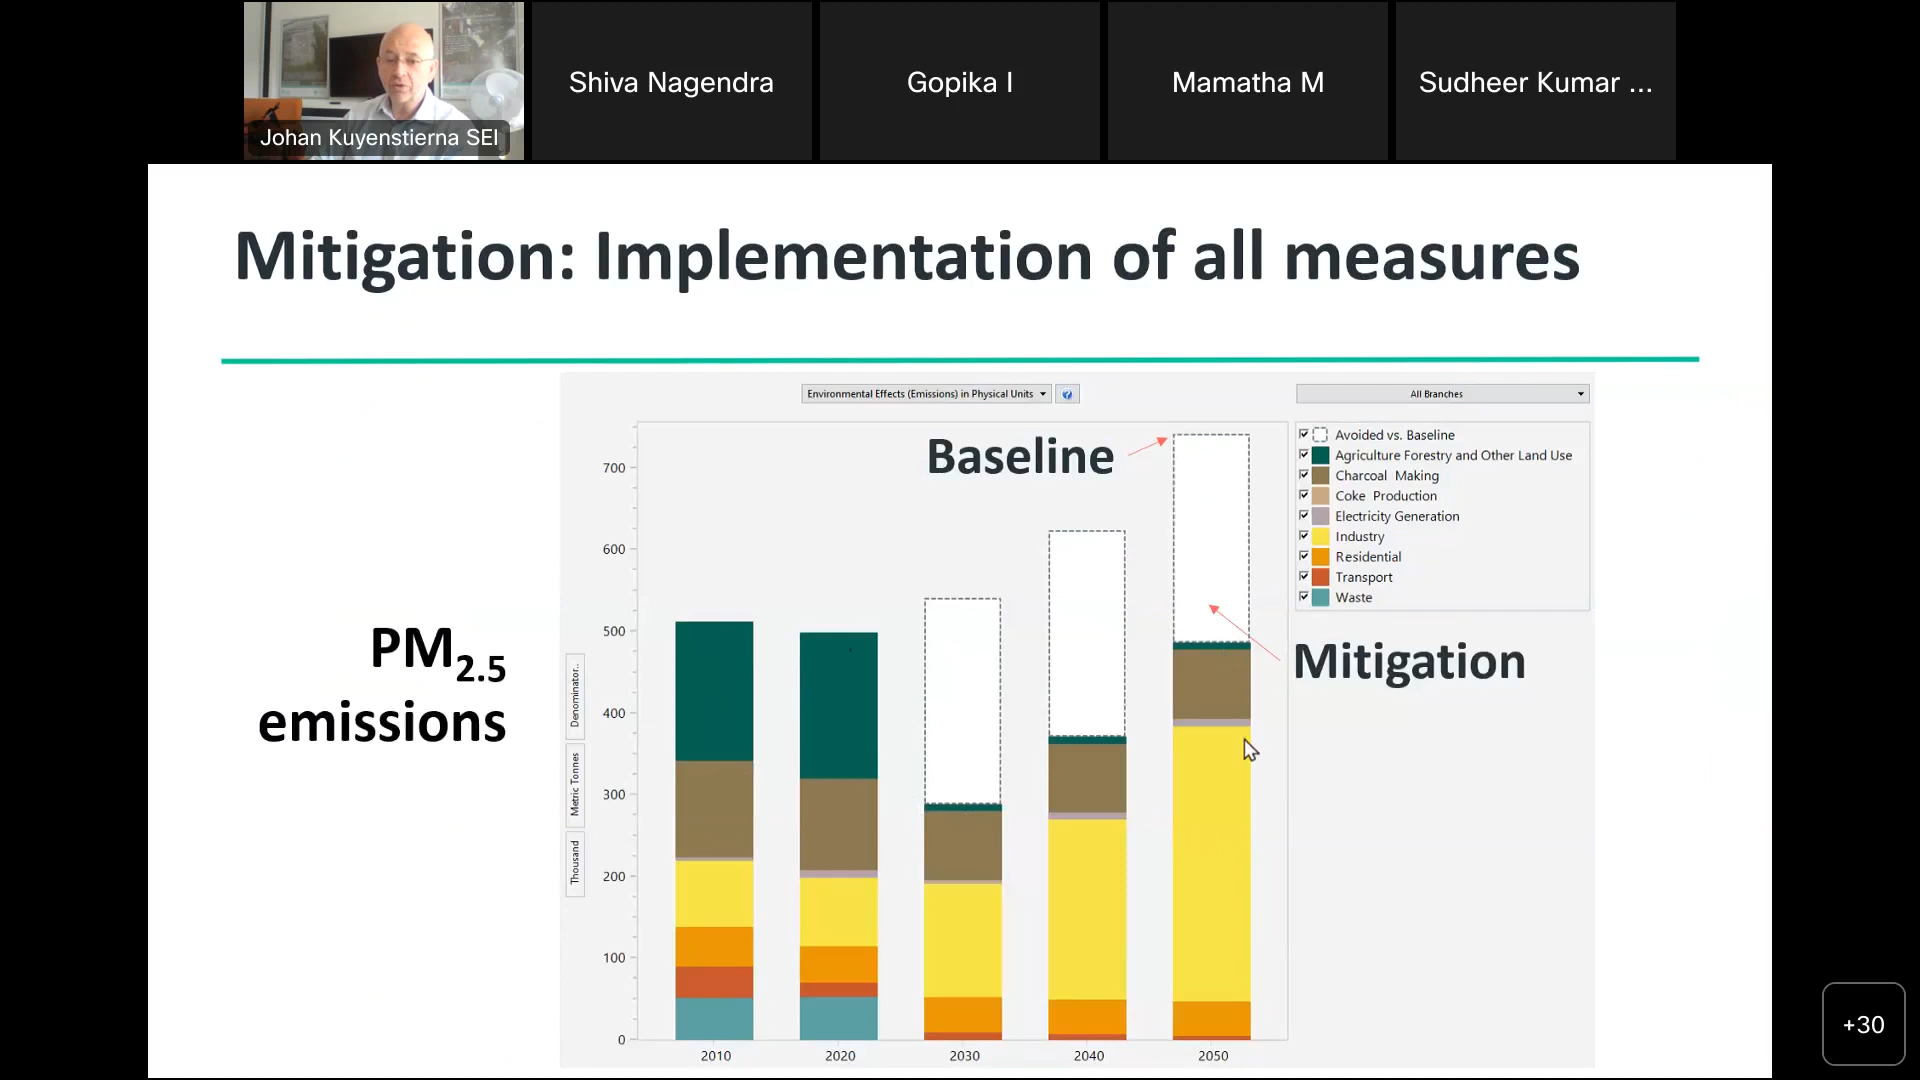 Johan Kuyenstierna SEI
Shiva Nagendra
Gopika I
Mamatha M
Sudheer Kumar ...
Mitigation: Implementation of all measures
Environmental Effects (Emissions) in Physical Units
All Branches
Baseline
Avoided vs. Baseline
Agriculture Forestry and Other Land Use
Charcoal Making
Coke Production
Electricity Generation
Industry
Residential
Transport
Waste
Mitigation
PM2.5
emissions
Denominator..
Metric Tonnes
Thousand
700
600
500
400
300
200
100
0
2010 2020 2030 2040 2050
+30